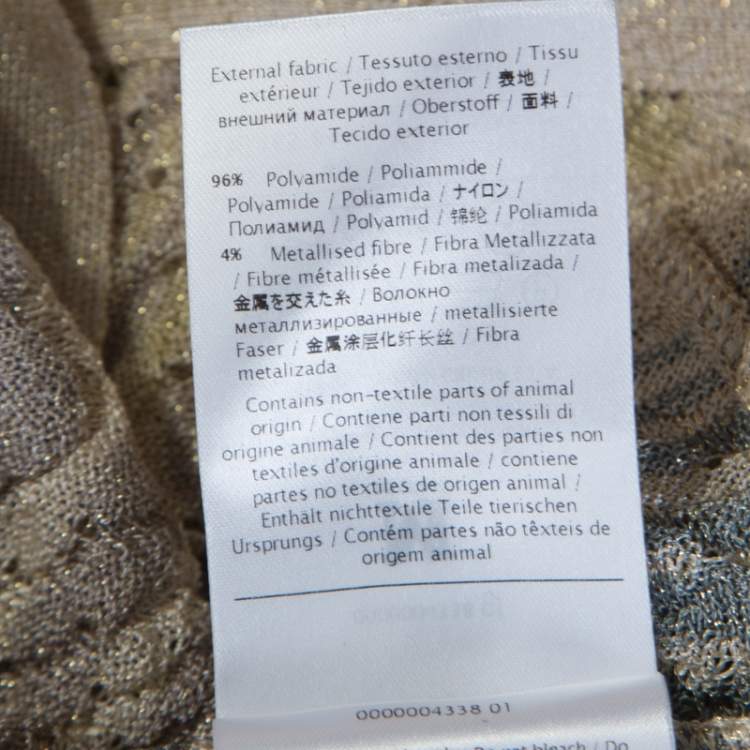 External fabric / Tessuto esterno / Tissu
extérieur / Tejido exterior / 表地 /
внешний материал / Oberstoff / 面料 /
Tecido exterior
96% Polyamide / Poliammide /
Polyamide / Poliamida / ナイロン /
Полиамид / Polyamid / 锦纶 / Poliamida
4% Metallised fibre / Fibra Metallizzata
/ Fibre métallisée / Fibra metalizada /
金属を交えた糸 / Волокно
металлизированные / metallisierte
Faser / 金属涂层化纤长丝 / Fibra
metalizada
Contains non-textile parts of animal
origin / Contiene parti non tessili di
origine animale / Contient des parties non
textiles d'origine animale / contiene
partes no textiles de origen animal /
Enthält nichttextile Teile tierischen
Ursprungs / Contém partes não têxteis de
origem animal
0000004338 01
Do not bleach / Do